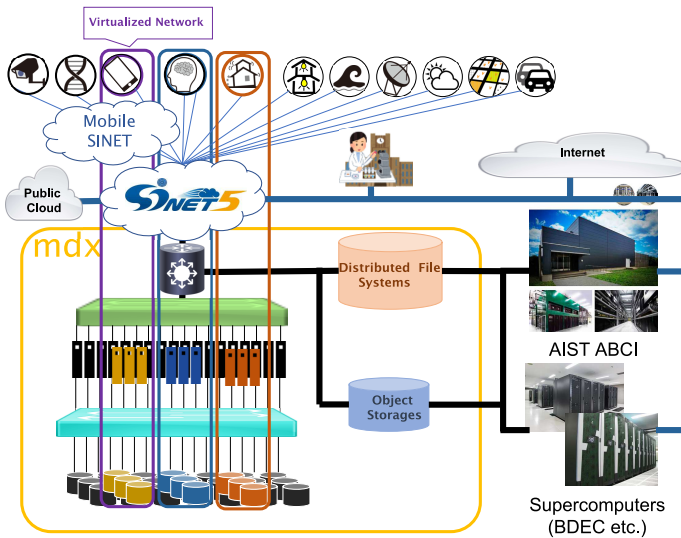 Virtualized Network
Mobile
SINET
Internet
Public
Cloud
SINET5
mdx
Distributed File
Systems
AIST ABCI
Object
Storages
Supercomputers
(BDEC etc.)